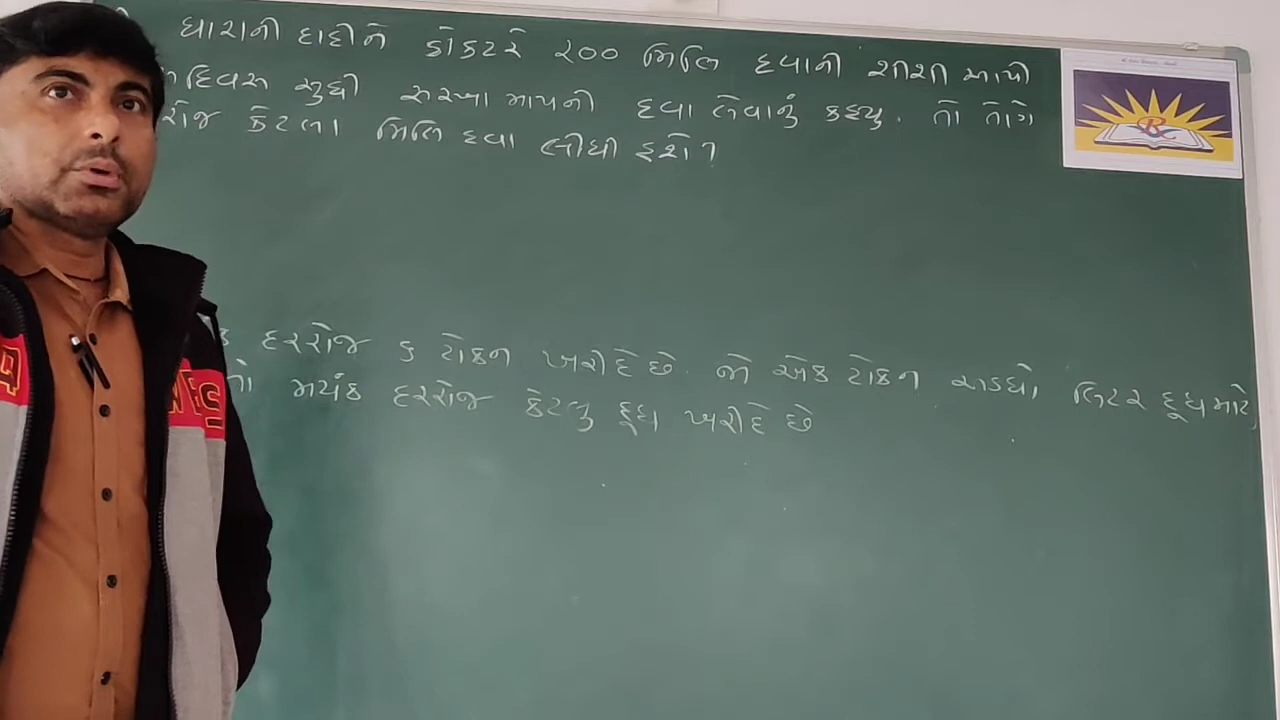 ધારાની દાદીને ડૉકટરે ૨૦૦ મિલિ દવાની શીશી આપી
દિવસ સુધી સરખા માપની દવા લેવાનું કહ્યુ. તો તેણે
રોજ કેટલા મિલિ દવા લીધી હશે?
દરરોજ ૬ ટોકન ખરીદે છે. જો એક ટોકન અડધો લિટર દૂધ માટે,
તો મયંક દરરોજ કેટલુ દૂધ ખરીદે છે